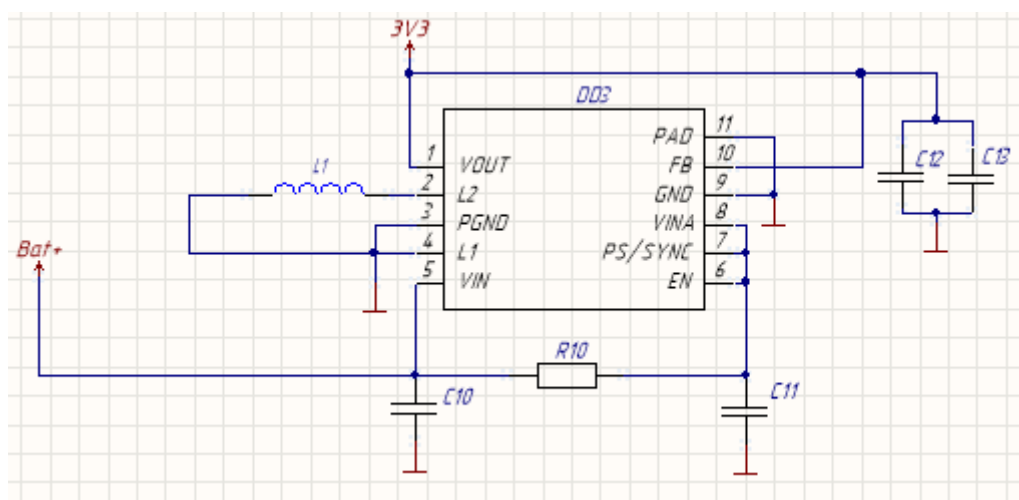 3V3
DD3
1 VOUT
2 L2
3 PGND
4 L1
5 VIN
PAD 11
FB 10
GND 9
VINA 8
PS/SYNC 7
EN 6
L1
Bat+
R10
C10
C11
C12
C13